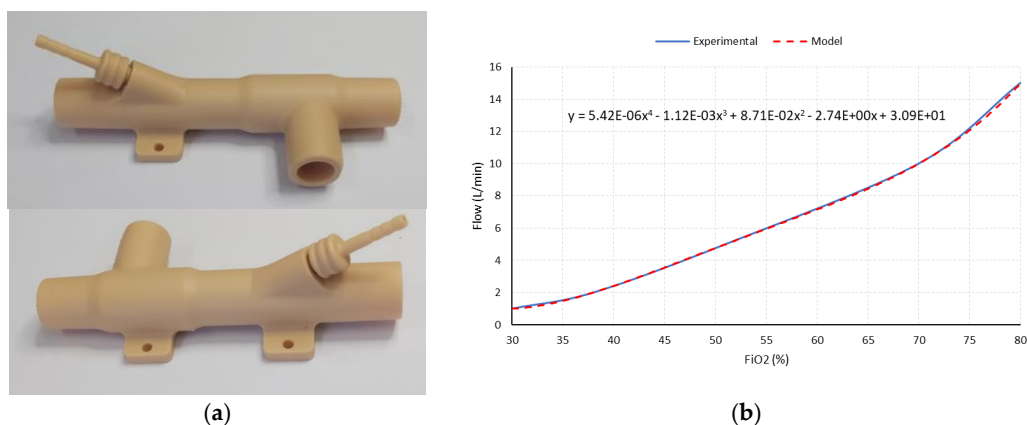 Experimental Model
16
14
12
10
8
6
4
2
0
Flow (L/min)
y = 5.42E-06x⁴ - 1.12E-03x³ + 8.71E-02x² - 2.74E+00x + 3.09E+01
30 35 40 45 50 55 60 65 70 75 80
FiO2 (%)
(a) (b)